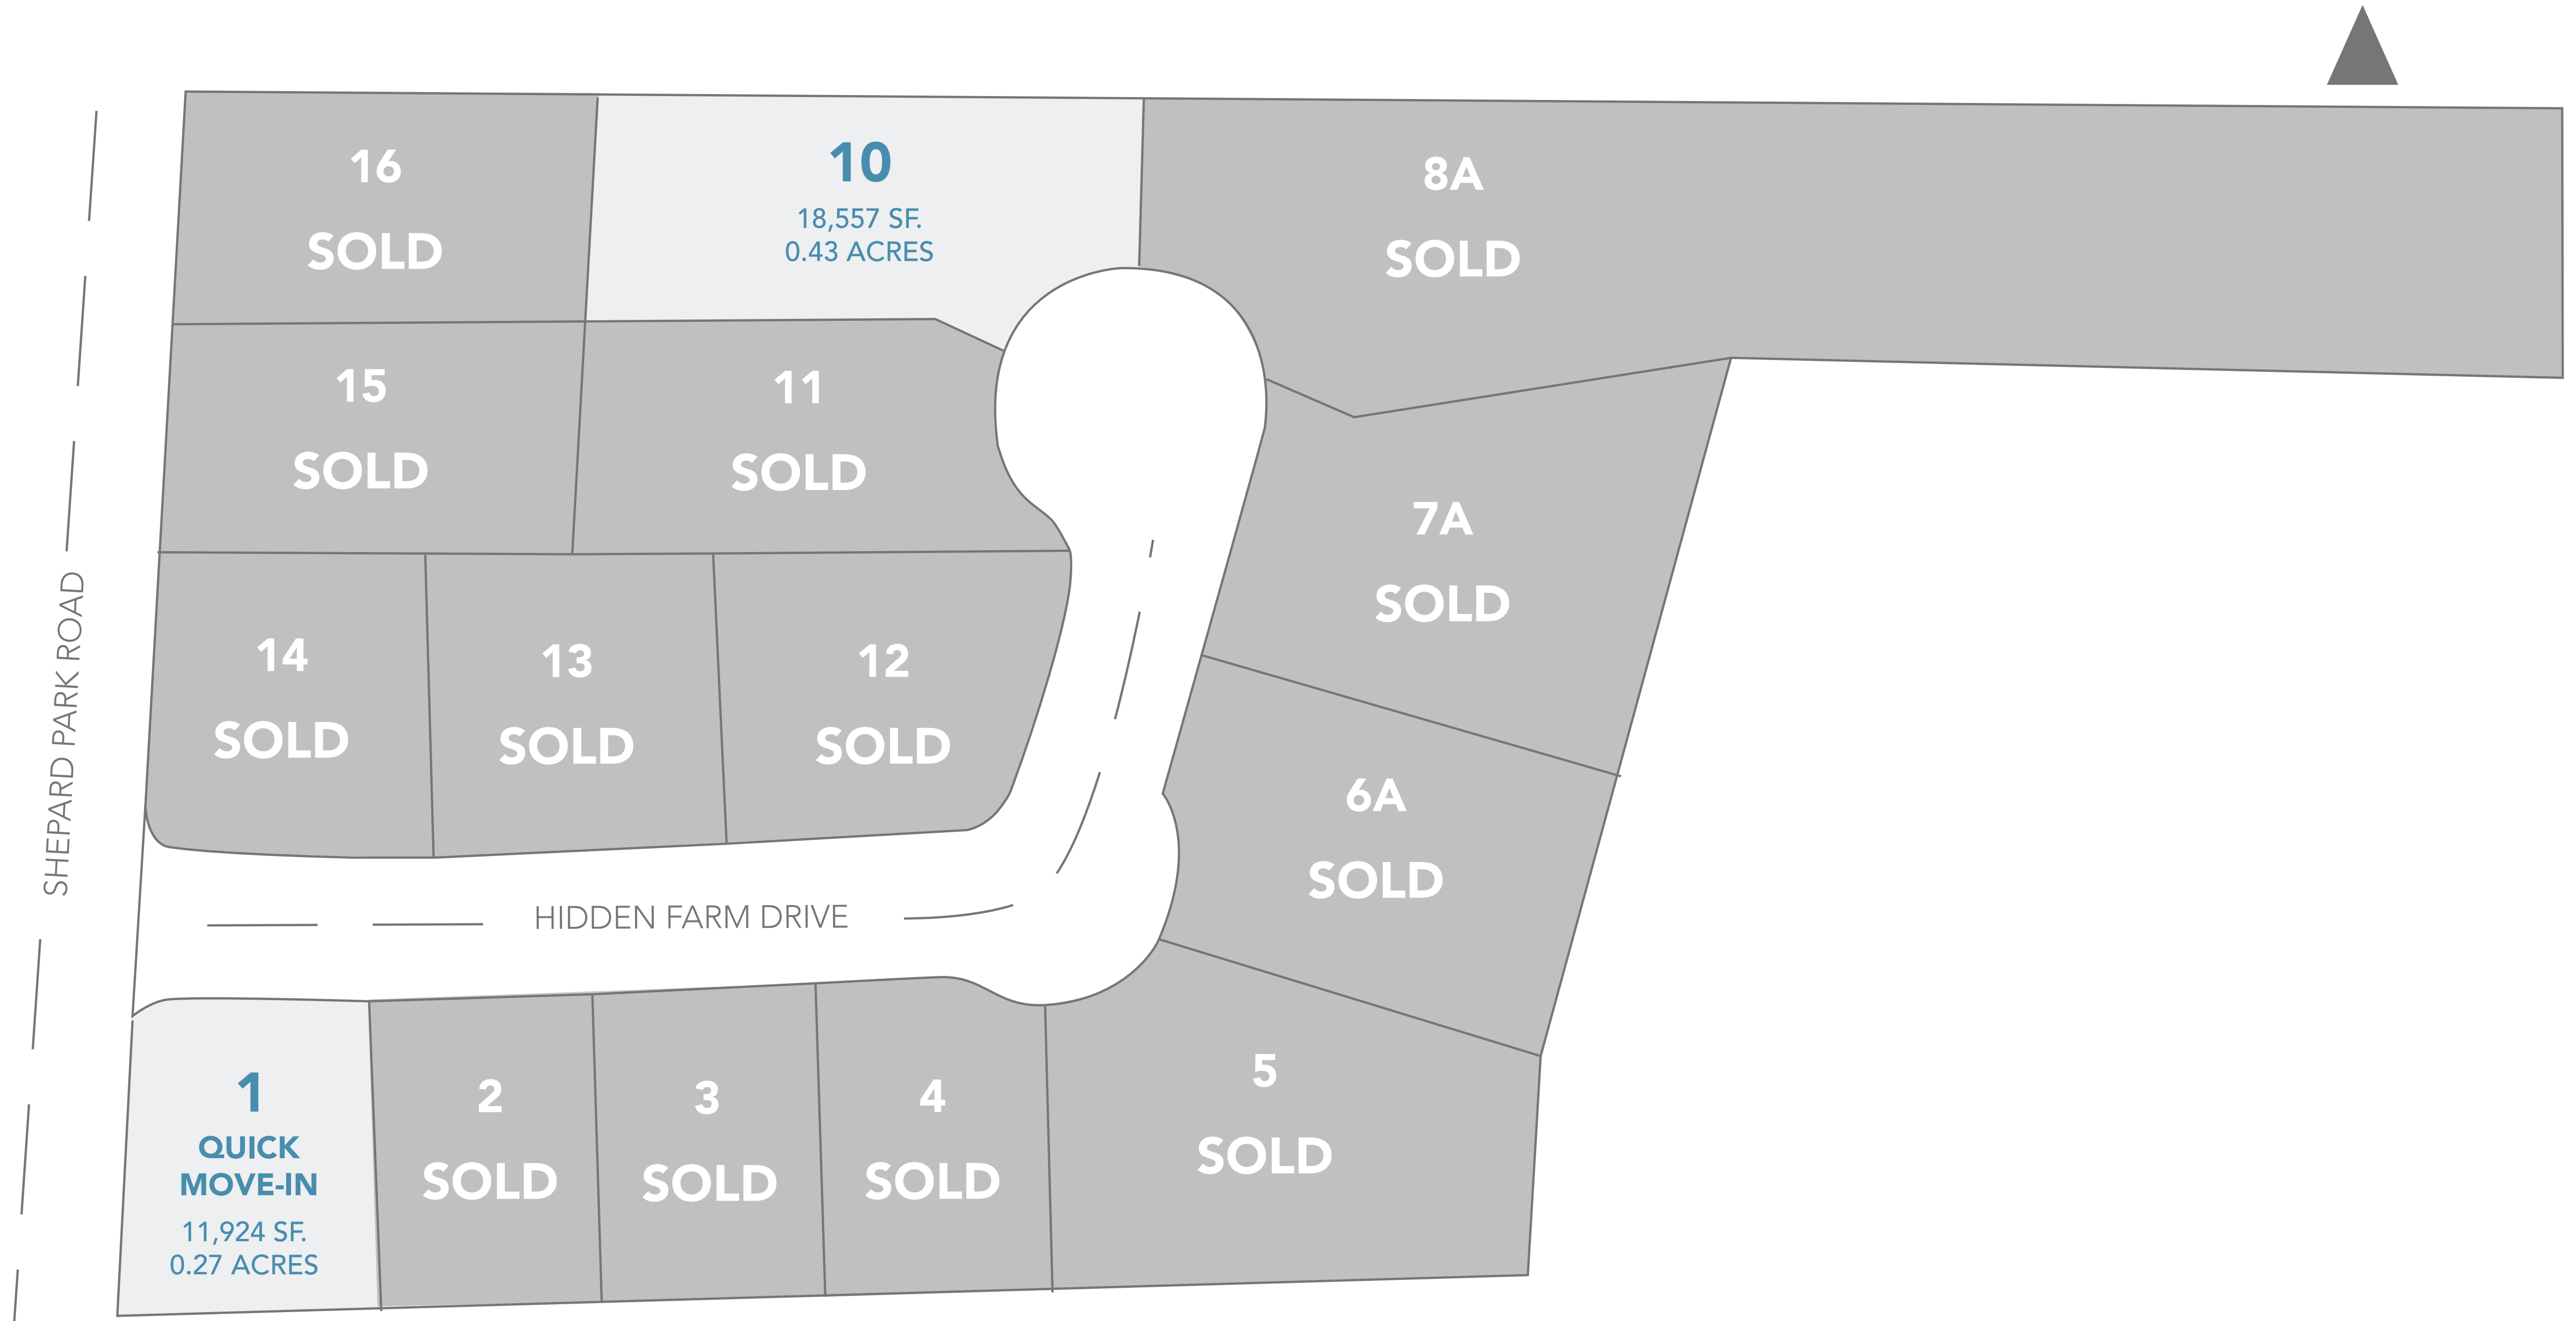 16
SOLD
10
18,557 SF.
0.43 ACRES
8A
SOLD
15
SOLD
11
SOLD
7A
SOLD
14
SOLD
13
SOLD
12
SOLD
6A
SOLD
SHEPARD PARK ROAD
HIDDEN FARM DRIVE
1
QUICK
MOVE-IN
11,924 SF.
0.27 ACRES
2
SOLD
3
SOLD
4
SOLD
5
SOLD